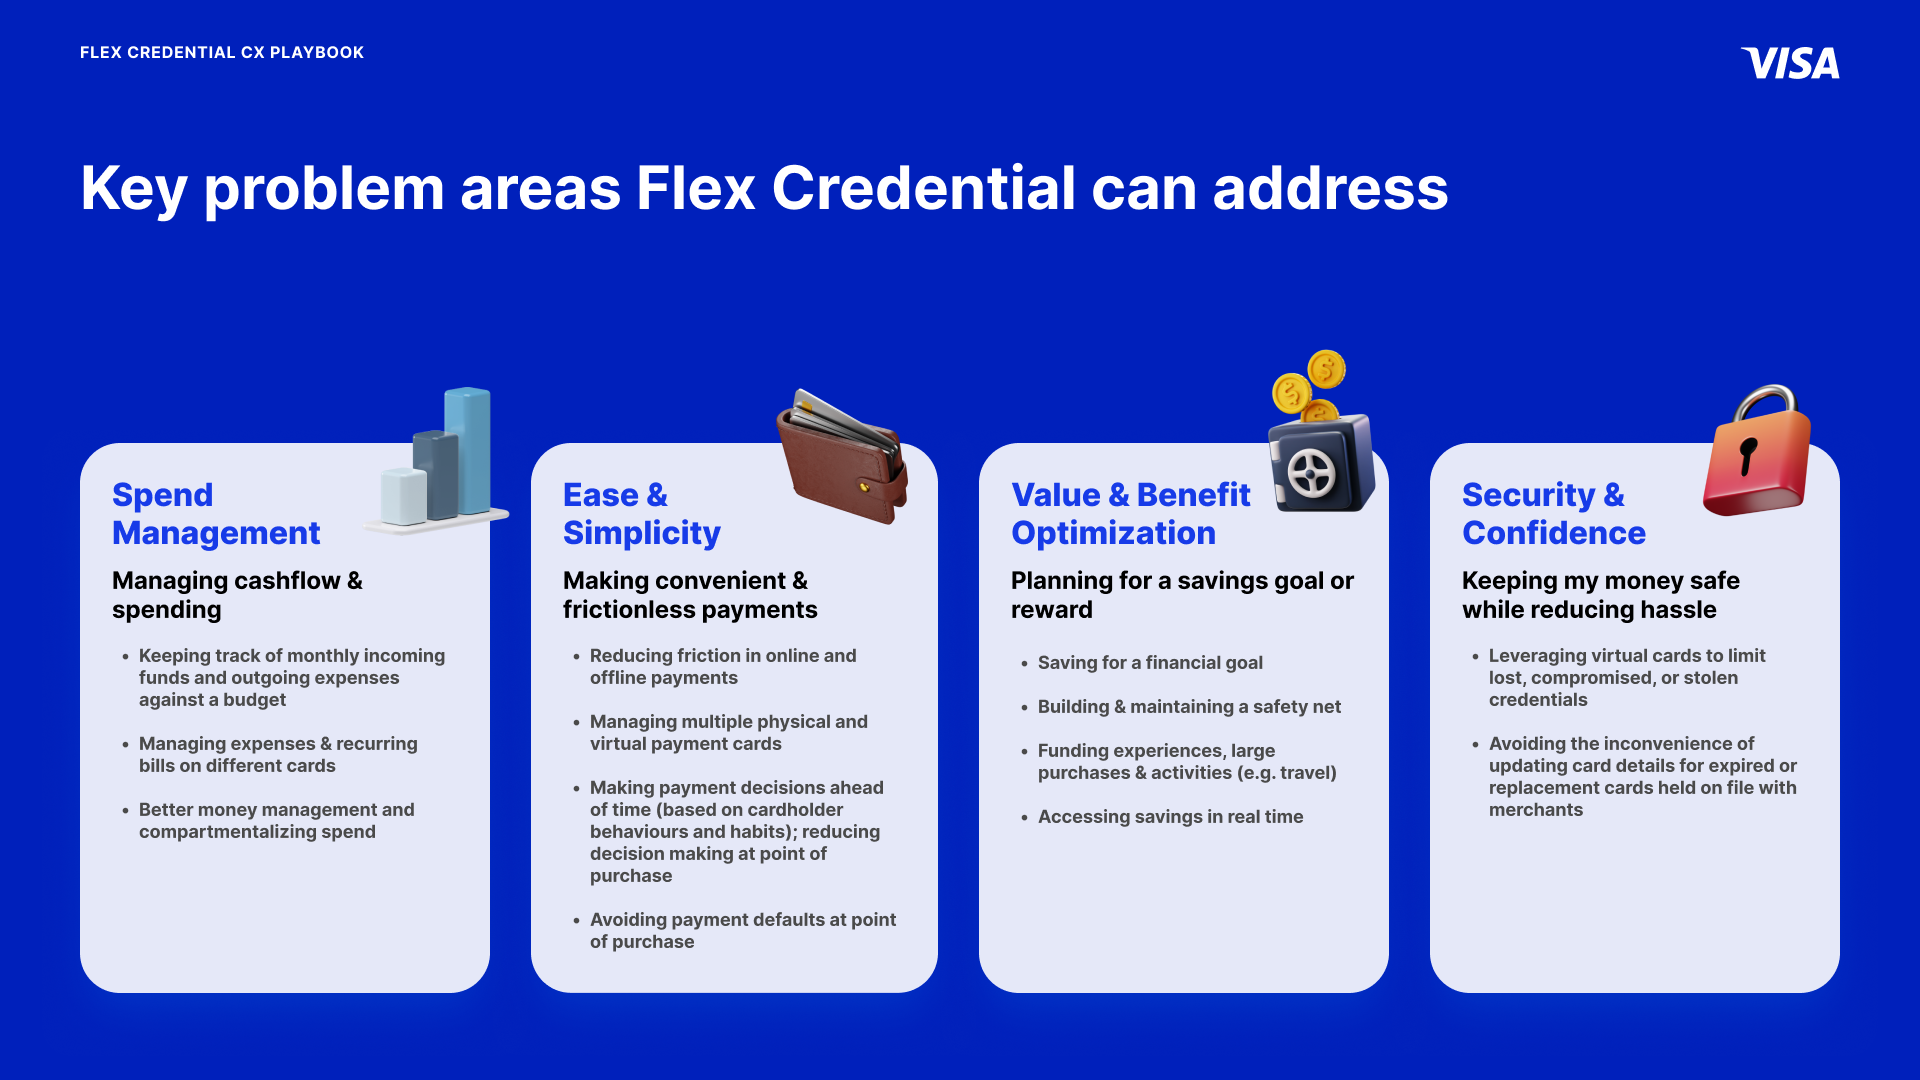 FLEX CREDENTIAL CX PLAYBOOK
VISA
Key problem areas Flex Credential can address
Spend
Management
Managing cashflow &
spending
• Keeping track of monthly incoming
funds and outgoing expenses
against a budget
• Managing expenses & recurring
bills on different cards
• Better money management and
compartmentalizing spend
Ease &
Simplicity
Making convenient &
frictionless payments
• Reducing friction in online and
offline payments
• Managing multiple physical and
virtual payment cards
• Making payment decisions ahead
of time (based on cardholder
behaviours and habits); reducing
decision making at point of
purchase
• Avoiding payment defaults at point
of purchase
Value & Benefit
Optimization
Planning for a savings goal or
reward
• Saving for a financial goal
• Building & maintaining a safety net
• Funding experiences, large
purchases & activities (e.g. travel)
• Accessing savings in real time
Security &
Confidence
Keeping my money safe
while reducing hassle
• Leveraging virtual cards to limit
lost, compromised, or stolen
credentials
• Avoiding the inconvenience of
updating card details for expired or
replacement cards held on file with
merchants